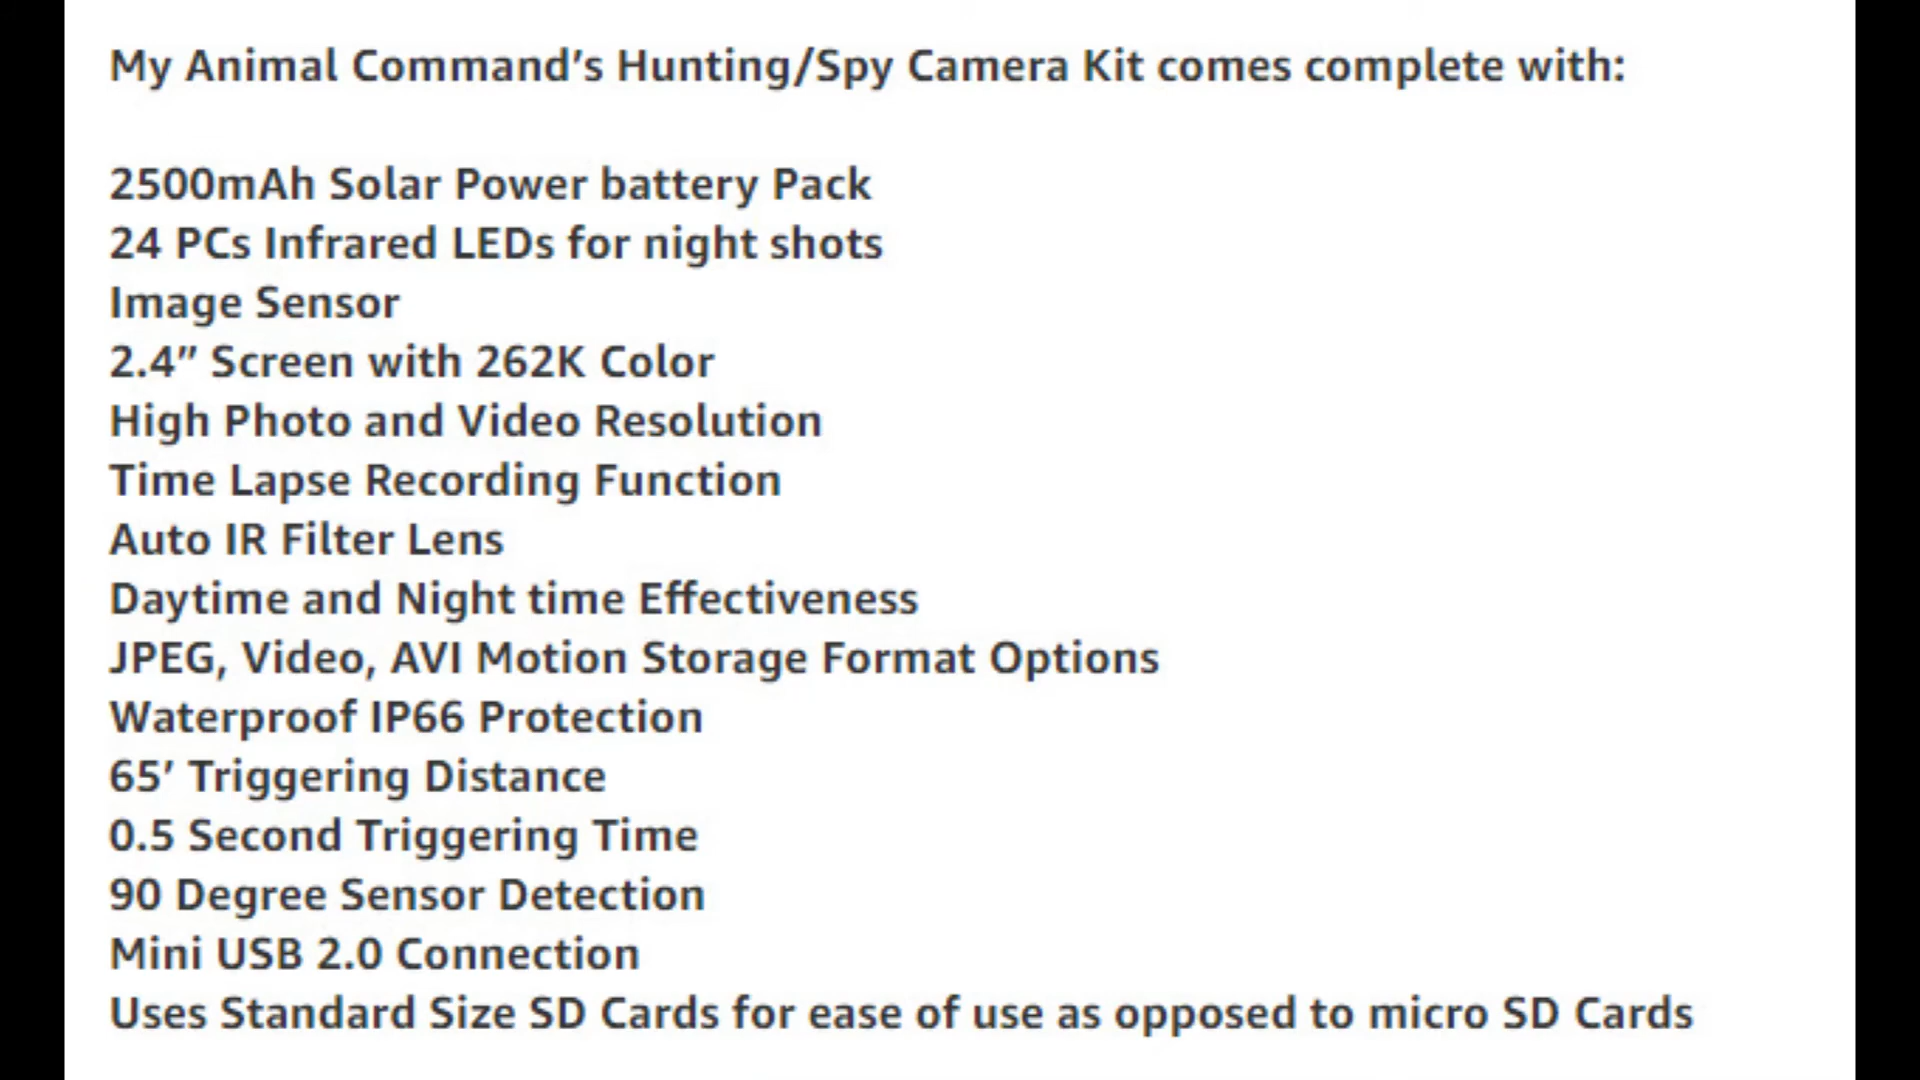 My Animal Command’s Hunting/Spy Camera Kit comes complete with:
2500mAh Solar Power battery Pack
24 PCs Infrared LEDs for night shots
Image Sensor
2.4” Screen with 262K Color
High Photo and Video Resolution
Time Lapse Recording Function
Auto IR Filter Lens
Daytime and Night time Effectiveness
JPEG, Video, AVI Motion Storage Format Options
Waterproof IP66 Protection
65’ Triggering Distance
0.5 Second Triggering Time
90 Degree Sensor Detection
Mini USB 2.0 Connection
Uses Standard Size SD Cards for ease of use as opposed to micro SD Cards